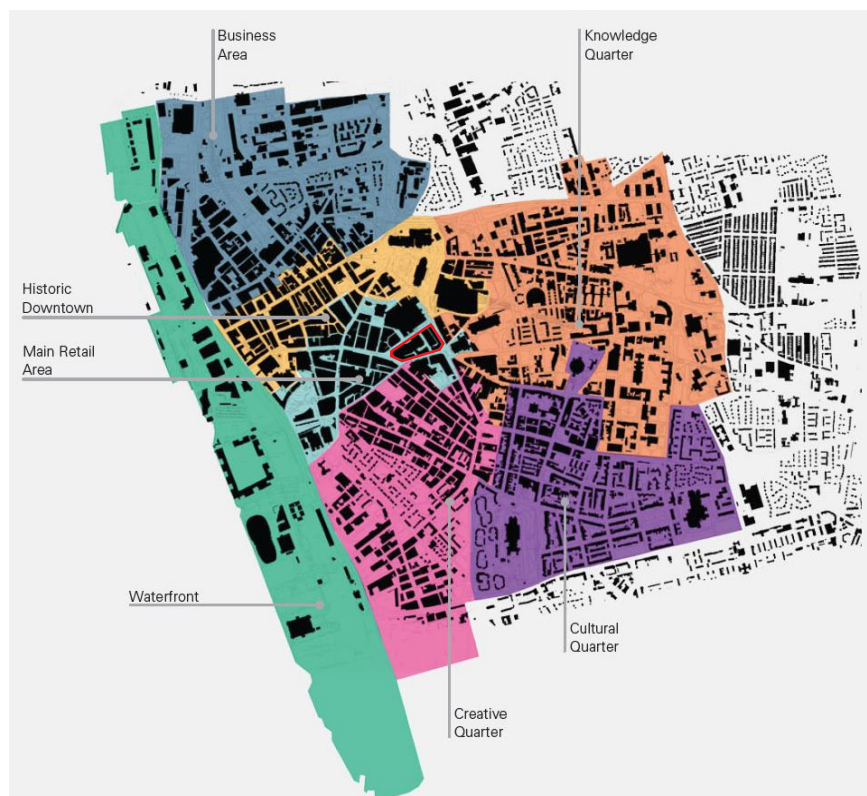 Business
Area
Knowledge
Quarter
Historic
Downtown
Main Retail
Area
Waterfront
Cultural
Quarter
Creative
Quarter